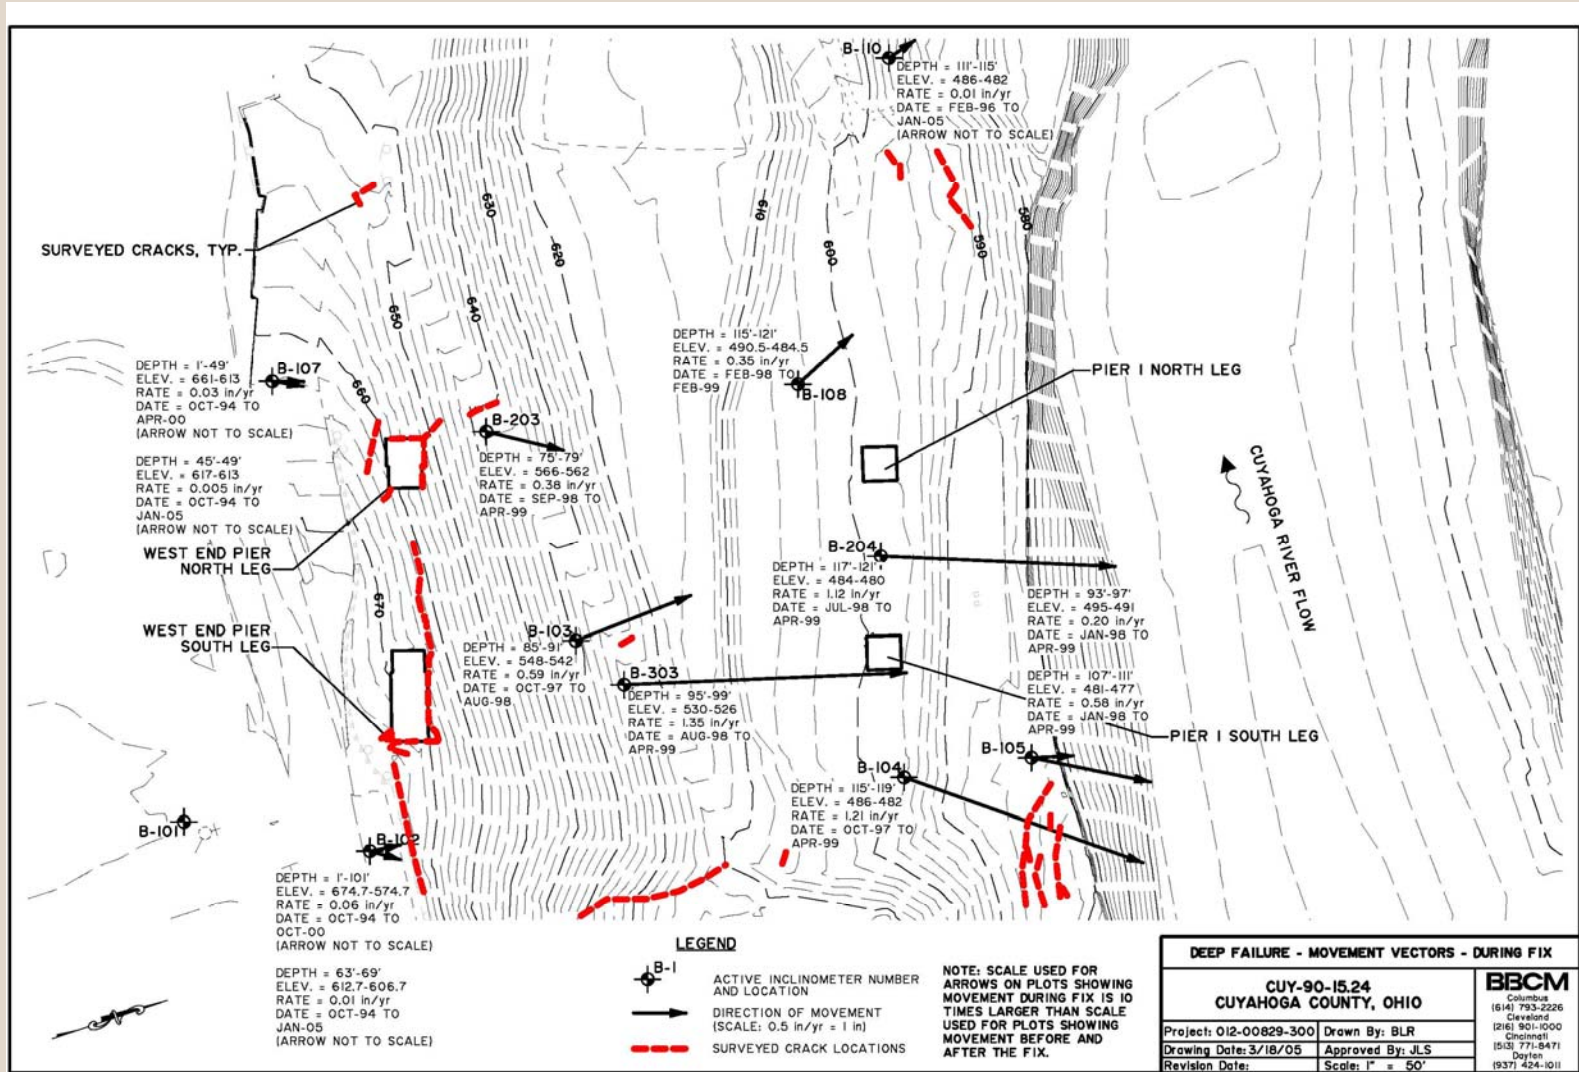 B-110
DEPTH = 111'-115'
ELEV. = 486-482
RATE = 0.01 in/yr
DATE = FEB-96 TO
JAN-05
(ARROW NOT TO SCALE)
630
620
610
600
590
580
SURVEYED CRACKS, TYP.
650
640
DEPTH = 1'-49'
ELEV. = 661-613
RATE = 0.03 in/yr
DATE = OCT-94 TO
APR-00
(ARROW NOT TO SCALE)
B-107
660
DEPTH = 115'-121'
ELEV. = 490.5-484.5
RATE = 0.35 in/yr
DATE = FEB-98 TO
FEB-99
B-108
PIER 1 NORTH LEG
B-203
DEPTH = 75'-79'
ELEV. = 566-562
RATE = 0.38 in/yr
DATE = SEP-98 TO
APR-99
DEPTH = 45'-49'
ELEV. = 617-613
RATE = 0.005 in/yr
DATE = OCT-94 TO
JAN-05
(ARROW NOT TO SCALE)
CUYAHOGA RIVER FLOW
WEST END PIER
NORTH LEG
B-204
DEPTH = 117'-121'
ELEV. = 484-480
RATE = 1.12 in/yr
DATE = JUL-98 TO
APR-99
670
DEPTH = 93'-97'
ELEV. = 495-491
RATE = 0.20 in/yr
DATE = JAN-98 TO
APR-99
WEST END PIER
SOUTH LEG
B-103
DEPTH = 85'-91'
ELEV. = 548-542
RATE = 0.59 in/yr
DATE = OCT-97 TO
AUG-98
B-303
DEPTH = 95'-99'
ELEV. = 530-526
RATE = 1.35 in/yr
DATE = AUG-98 TO
APR-99
DEPTH = 107'-111'
ELEV. = 481-477
RATE = 0.58 in/yr
DATE = JAN-98 TO
APR-99
PIER 1 SOUTH LEG
B-105
B-104
DEPTH = 115'-119'
ELEV. = 486-482
RATE = 1.21 in/yr
DATE = OCT-97 TO
APR-99
B-101
B-102
DEPTH = 1'-101'
ELEV. = 674.7-574.7
RATE = 0.06 in/yr
DATE = OCT-94 TO
OCT-00
(ARROW NOT TO SCALE)
DEPTH = 63'-69'
ELEV. = 612.7-606.7
RATE = 0.01 in/yr
DATE = OCT-94 TO
JAN-05
(ARROW NOT TO SCALE)
N
LEGEND
B-1
ACTIVE INCLINOMETER NUMBER
AND LOCATION
DIRECTION OF MOVEMENT
(SCALE: 0.5 in/yr = 1 in)
SURVEYED CRACK LOCATIONS
NOTE: SCALE USED FOR
ARROWS ON PLOTS SHOWING
MOVEMENT DURING FIX IS 10
TIMES LARGER THAN SCALE
USED FOR PLOTS SHOWING
MOVEMENT BEFORE AND
AFTER THE FIX.
DEEP FAILURE - MOVEMENT VECTORS - DURING FIX
CUY-90-15.24
CUYAHOGA COUNTY, OHIO
Project: 012-00829-300
Drawn By: BLR
Drawing Date: 3/18/05
Approved By: JLS
Revision Date:
Scale: 1" = 50'
BBCM
Columbus
(614) 793-2226
Cleveland
(216) 901-1000
Cincinnati
(513) 771-8471
Dayton
(937) 424-1011